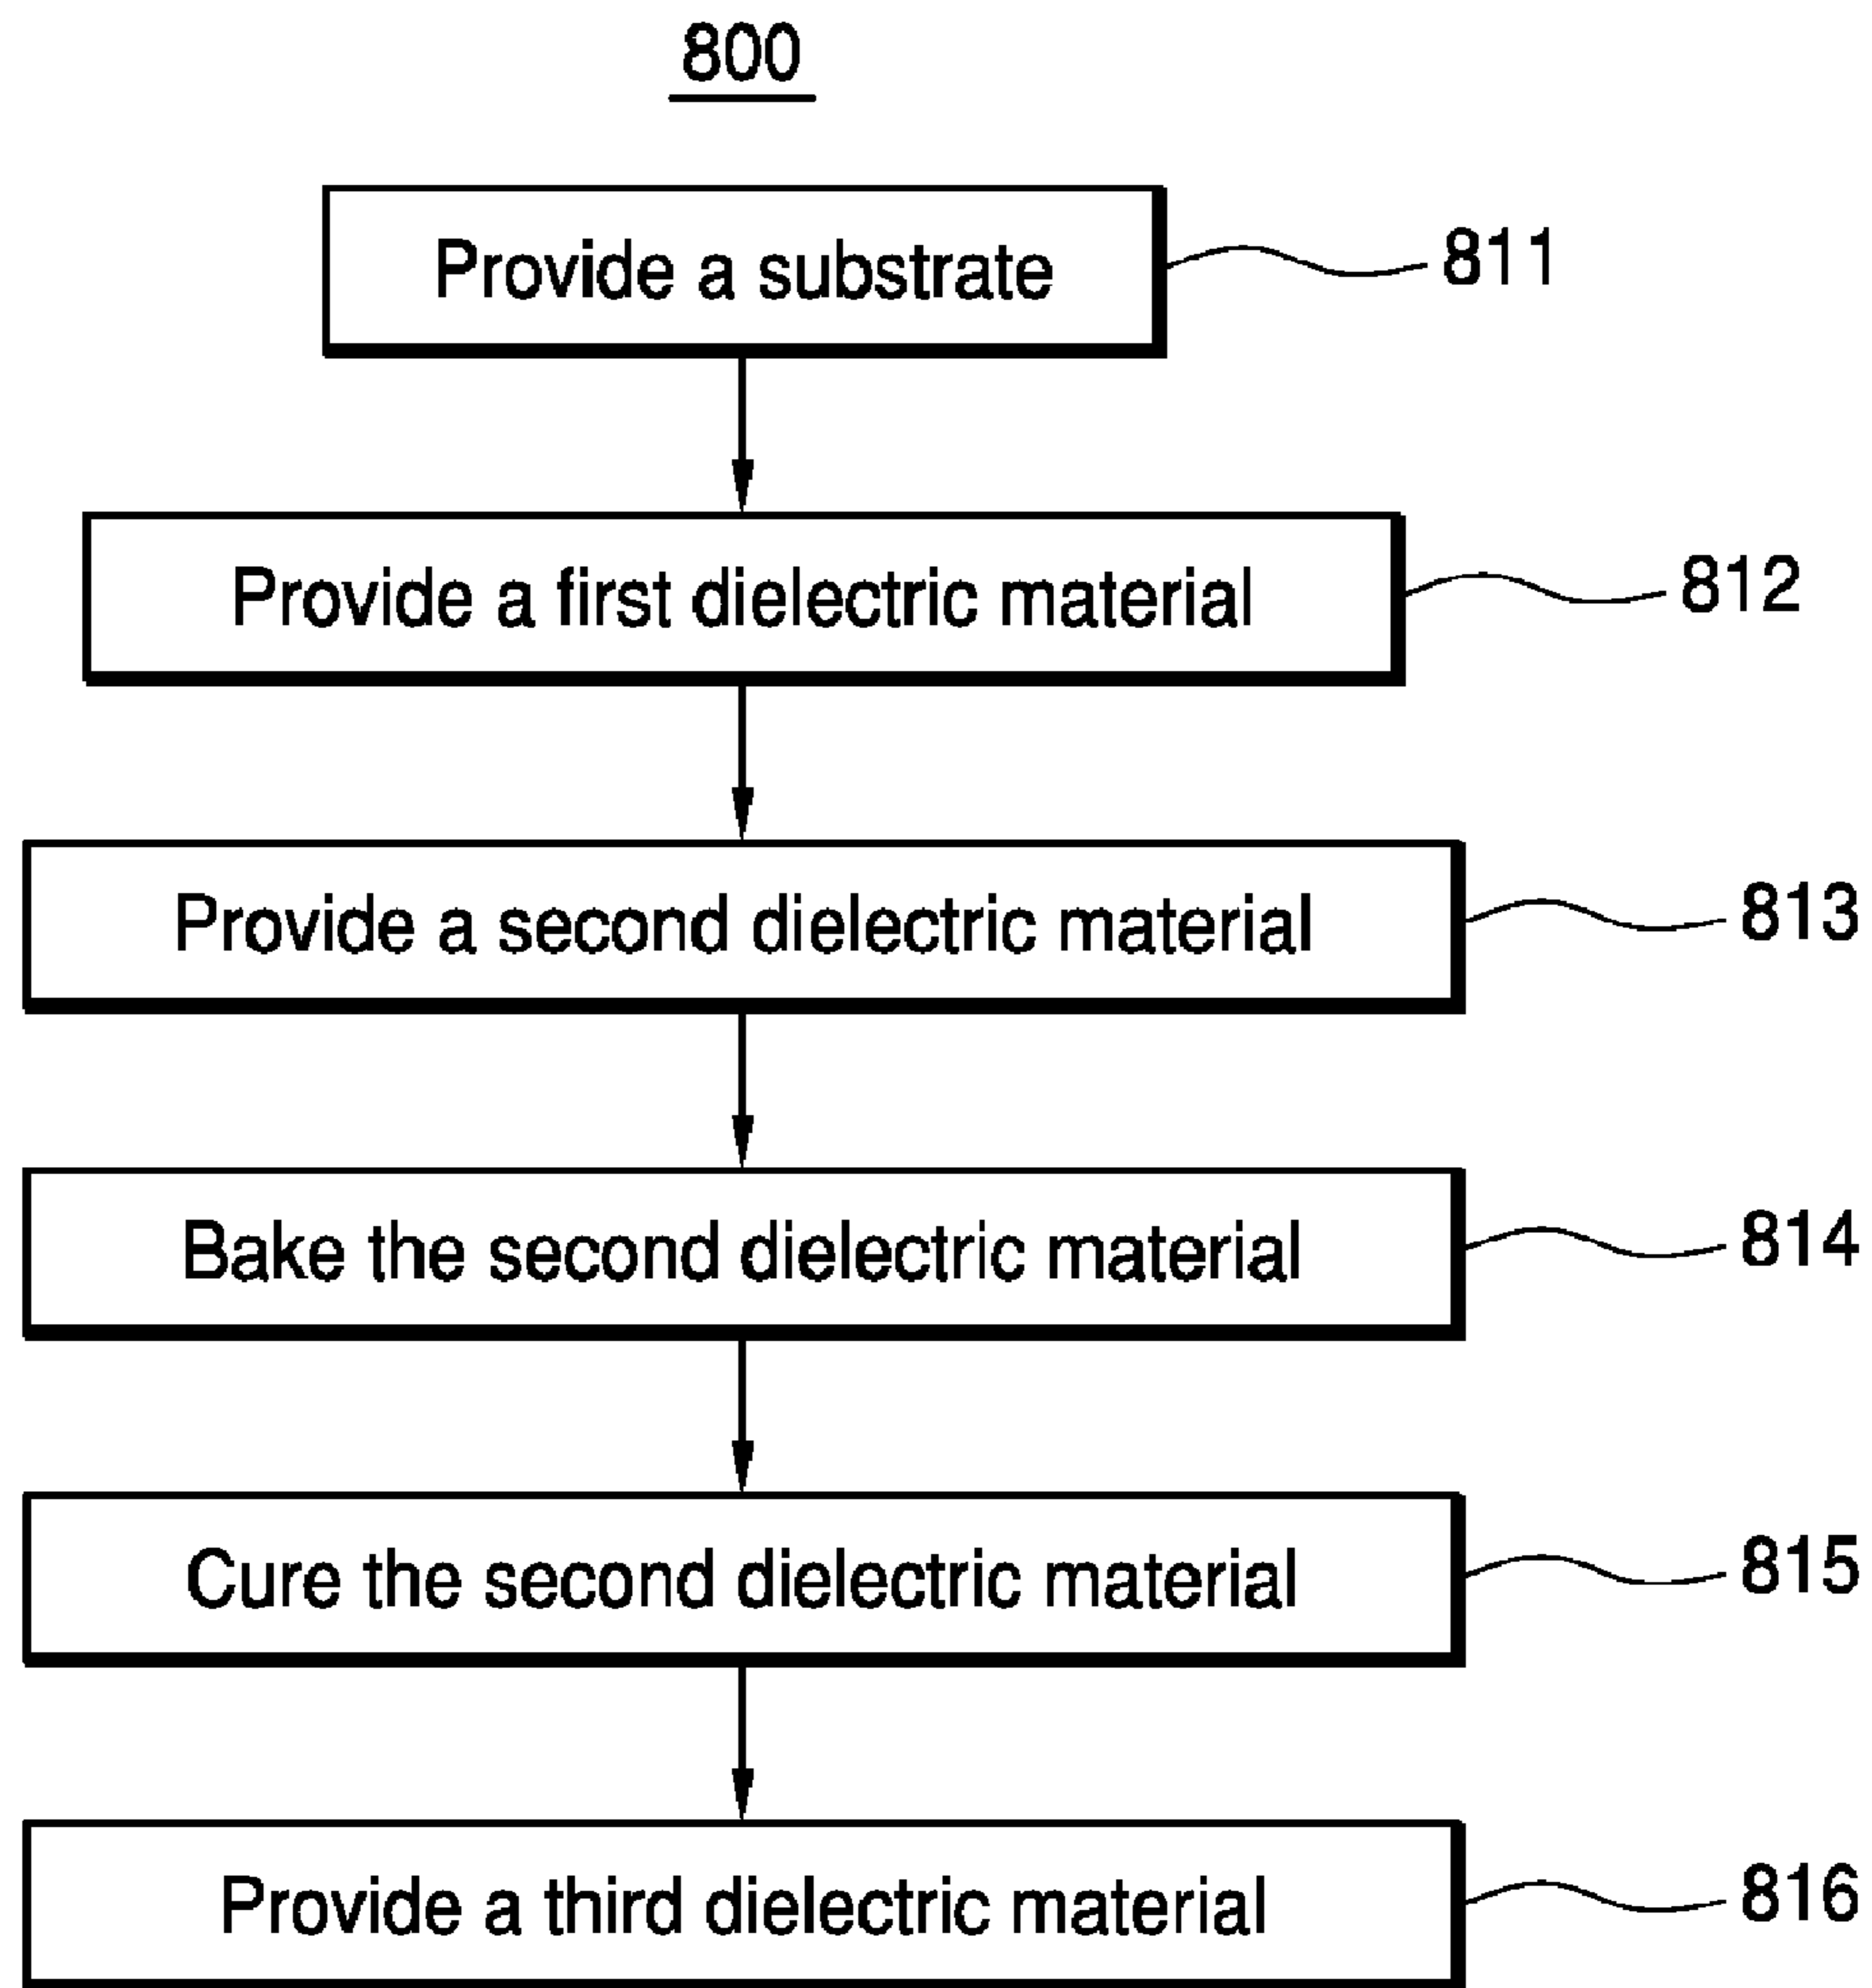 800
Provide a substrate 811
Provide a first dielectric material 812
Provide a second dielectric material 813
Bake the second dielectric material 814
Cure the second dielectric material 815
Provide a third dielectric material 816